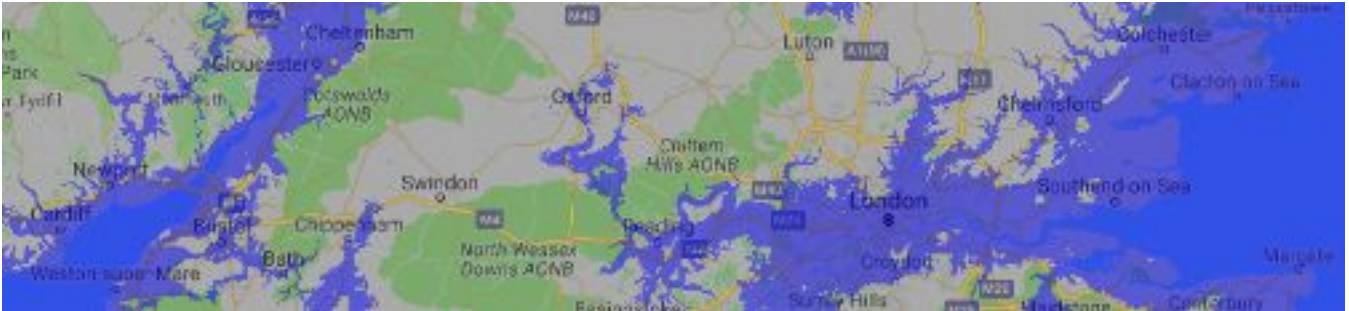 M40
Cheltenham
Colchester
Luton
Gloucester
Park
Clacton on Sea
Cotswolds
AONB
Oxford
Chelmsford
Chiltern
Hills AONB
Newport
Swindon
Southend on Sea
London
Cardiff
M4
Bristol
Chippenham
Reading
North Wessex
Downs AONB
Bath
Croydon
Margate
Weston-super-Mare
Surrey Hills
Basingstoke
Maidstone
Canterbury